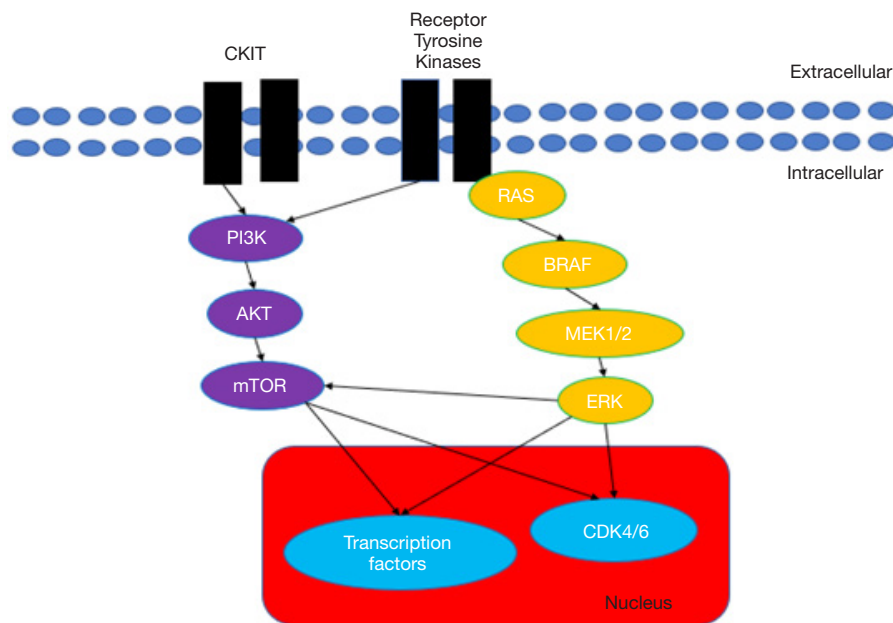 CKIT
Receptor
Tyrosine
Kinases
Extracellular
Intracellular
RAS
PI3K
BRAF
AKT
MEK1/2
mTOR
ERK
Transcription
factors
CDK4/6
Nucleus